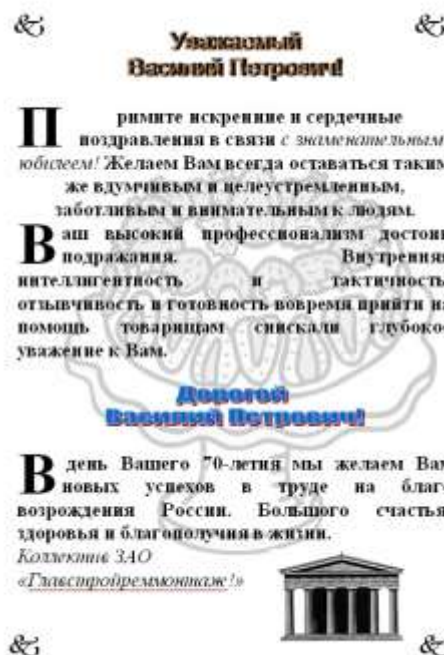 Уважаемый
Василий Петрович!
Примите искренние и сердечные
поздравления в связи с знаменательным
юбилеем! Желаем Вам всегда оставаться таким
же вдумчивым и целеустремленным,
заботливым и внимательным к людям.
Ваш высокий профессионализм достоин
подражания. Внутренняя
интеллигентность и тактичность
отзывчивость и готовность вовремя прийти на
помощь товарищам снискали глубокое
уважение к Вам.
Дорогой
Василий Петрович!
В день Вашего 70-летия мы желаем Вам
новых успехов в труде на благо
возрождения России. Большого счастья
здоровья и благополучия в жизни.
Коллектив ЗАО
«Главстройреммонтаж!»